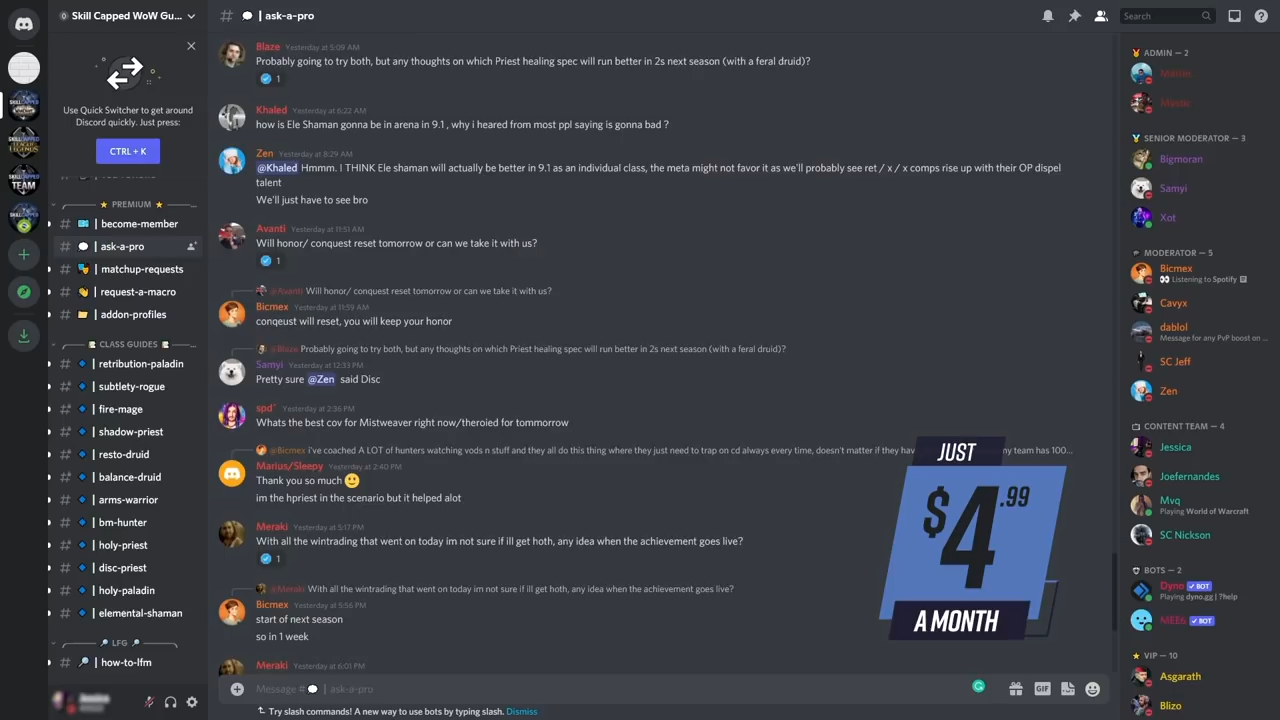 Skill Capped WoW Gu...
Use Quick Switcher to get around
Discord quickly. Just press:
CTRL + K
PREMIUM
become-member
ask-a-pro
matchup-requests
request-a-macro
addon-profiles
CLASS GUIDES
retribution-paladin
subtlety-rogue
fire-mage
shadow-priest
resto-druid
balance-druid
arms-warrior
bm-hunter
holy-priest
disc-priest
holy-paladin
elemental-shaman
LFG
how-to-lfm
# | ask-a-pro
Search
Blaze Yesterday at 5:09 AM
Probably going to try both, but any thoughts on which Priest healing spec will run better in 2s next season (with a feral druid)?
1
Khaled Yesterday at 6:22 AM
how is Ele Shaman gonna be in arena in 9.1 , why i heared from most ppl saying is gonna bad ?
Zen Yesterday at 8:29 AM
@Khaled Hmmm. I THINK Ele shaman will actually be better in 9.1 as an individual class, the meta might not favor it as we'll probably see ret / x / x comps rise up with their OP dispel
talent
We'll just have to see bro
Avanti Yesterday at 11:51 AM
Will honor/ conquest reset tomorrow or can we take it with us?
1
@Avanti Will honor/ conquest reset tomorrow or can we take it with us?
Bicmex Yesterday at 11:59 AM
conqeust will reset, you will keep your honor
@Blaze Probably going to try both, but any thoughts on which Priest healing spec will run better in 2s next season (with a feral druid)?
Samyi Yesterday at 12:33 PM
Pretty sure @Zen said Disc
spd" Yesterday at 2:36 PM
Whats the best cov for Mistweaver right now/theroied for tommorrow
@Bicmex i've coached A LOT of hunters watching vods n stuff and they all do this thing where they just need to trap on cd always every time, doesn't matter if they hav my team has 100...
Marius/Sleepy Yesterday at 2:40 PM
Thank you so much
im the hpriest in the scenario but it helped alot
Meraki Yesterday at 5:17 PM
With all the wintrading that went on today im not sure if ill get hoth, any idea when the achievement goes live?
1
@Meraki With all the wintrading that went on today im not sure if ill get hoth, any idea when the achievement goes live?
Bicmex Yesterday at 5:56 PM
start of next season
so in 1 week
Meraki Yesterday at 6:01 PM
Message # | ask-a-pro
GIF
Try slash commands! A new way to use bots by typing slash. Dismiss
JUST
$4.99
A MONTH
ADMIN — 2
SENIOR MODERATOR — 3
Bigmoran
Samyi
Xot
MODERATOR — 5
Bicmex
Listening to Spotify
Cavyx
dablol
Message for any PvP boost on ...
SC Jeff
Zen
CONTENT TEAM — 4
Jessica
Joefernandes
Mvq
Playing World of Warcraft
SC Nickson
BOTS — 2
Dyno BOT
Playing dyno.gg | ?help
MEE6 BOT
VIP — 10
Asgarath
Blizo